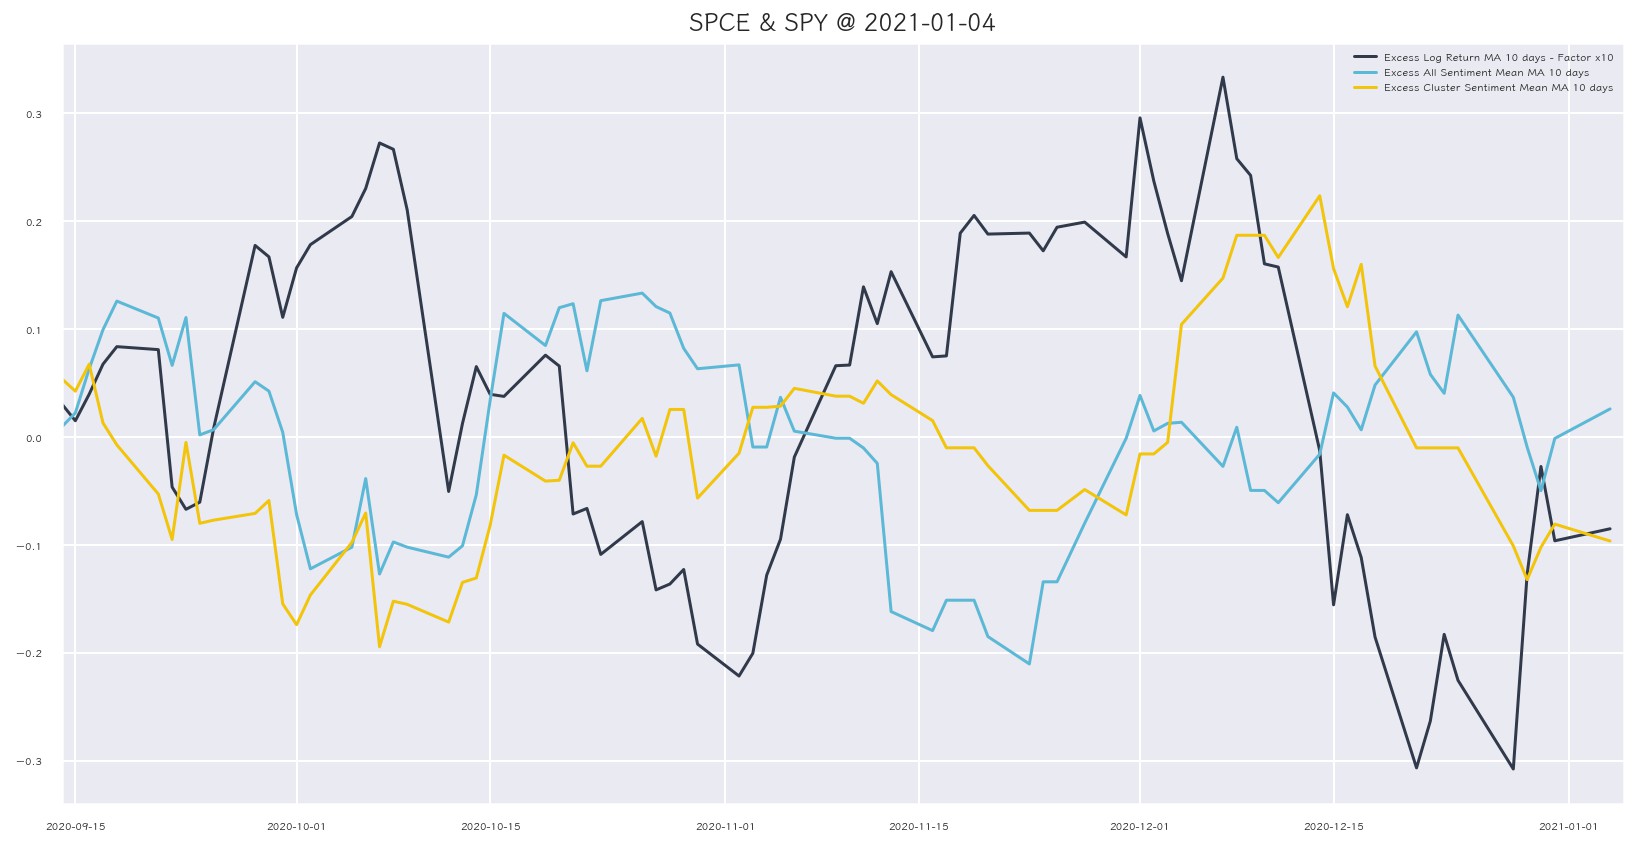 SPCE & SPY @ 2021-01-04
Excess Log Return MA 10 days - Factor x10
Excess All Sentiment Mean MA 10 days
Excess Cluster Sentiment Mean MA 10 days
0.3
0.2
0.1
0.0
−0.1
−0.2
−0.3
2020-09-15 2020-10-01 2020-10-15 2020-11-01 2020-11-15 2020-12-01 2020-12-15 2021-01-01